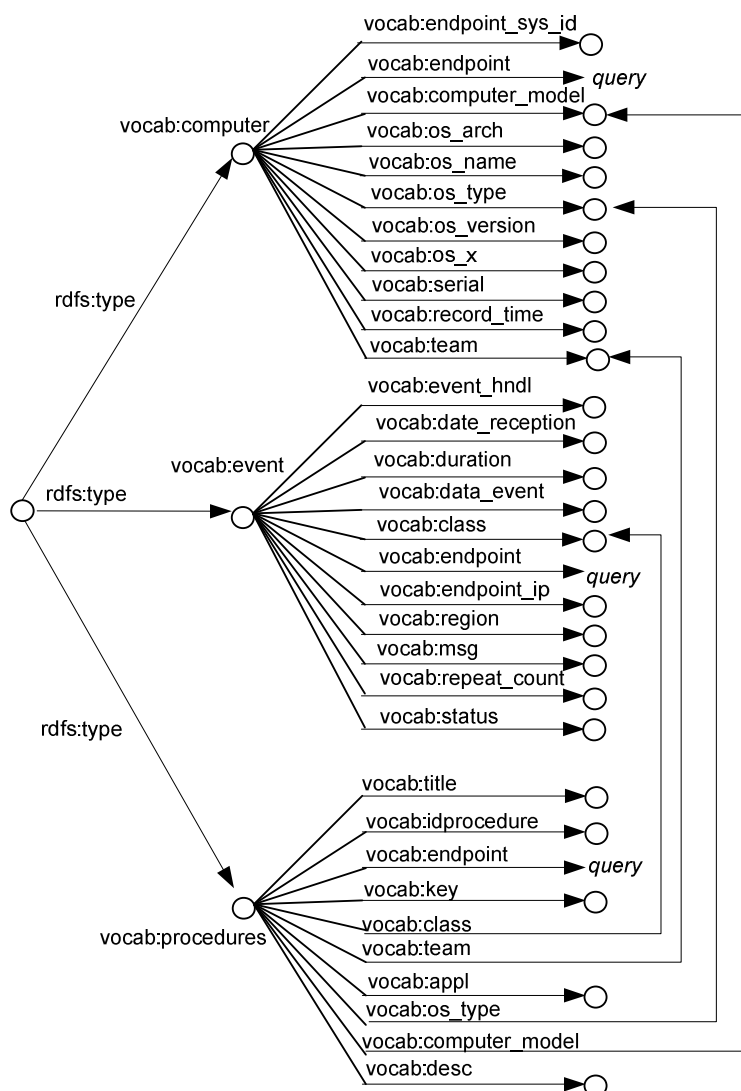 vocab:endpoint_sys_id
vocab:endpoint
query
vocab:computer_model
vocab:computer
vocab:os_arch
vocab:os_name
vocab:os_type
vocab:os_version
vocab:os_x
vocab:serial
rdfs:type
vocab:record_time
vocab:team
vocab:event_hndl
vocab:date_reception
vocab:event
vocab:duration
vocab:data_event
rdfs:type
vocab:class
vocab:endpoint
query
vocab:endpoint_ip
vocab:region
vocab:msg
vocab:repeat_count
vocab:status
rdfs:type
vocab:title
vocab:idprocedure
vocab:endpoint
query
vocab:key
vocab:class
vocab:procedures
vocab:team
vocab:appl
vocab:os_type
vocab:computer_model
vocab:desc